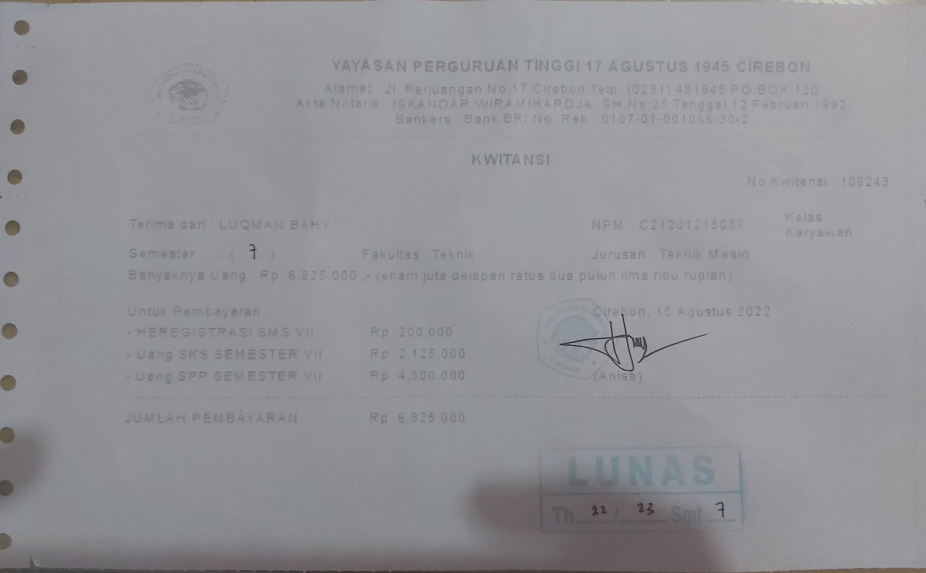 YAYASAN PERGURUAN TINGGI 17 AGUSTUS 1945 CIREBON
Alamat : Jl. Perjuangan No 17 Cirebon Telp. (0231) 481945 PO BOX 120
Akte Notaris : ISKANDAR WIRAMIHARDJA. SH.No.25 Tanggal 12 Februari 1992
Bankers : Bank BRI No. Rek : 0107-01-001066-30-2
KWITANSI
No Kwitansi : 108243
Terima dari : LUQMAN BAHY NPM : C21201215057 Kelas Karyawan
Semester ....( 7 ) Fakultas : Teknik Jurusan : Teknik Mesin
Banyaknya Uang Rp. 6,825.000 ,- (enam juta delapan ratus dua puluh lima ribu rupiah)
Untuk Pembayaran Cirebon, 15 Agustus 2022
- HEREGISTRASI SMS VII Rp 200,000
- Uang SKS SEMESTER VII : Rp 2,125.000
- Uang SPP SEMESTER VII : Rp 4,500,000
(Anisa)
JUMLAH PEMBAYARAN Rp 6,825,000
LUNAS
Th 22 / 23 Smt 7